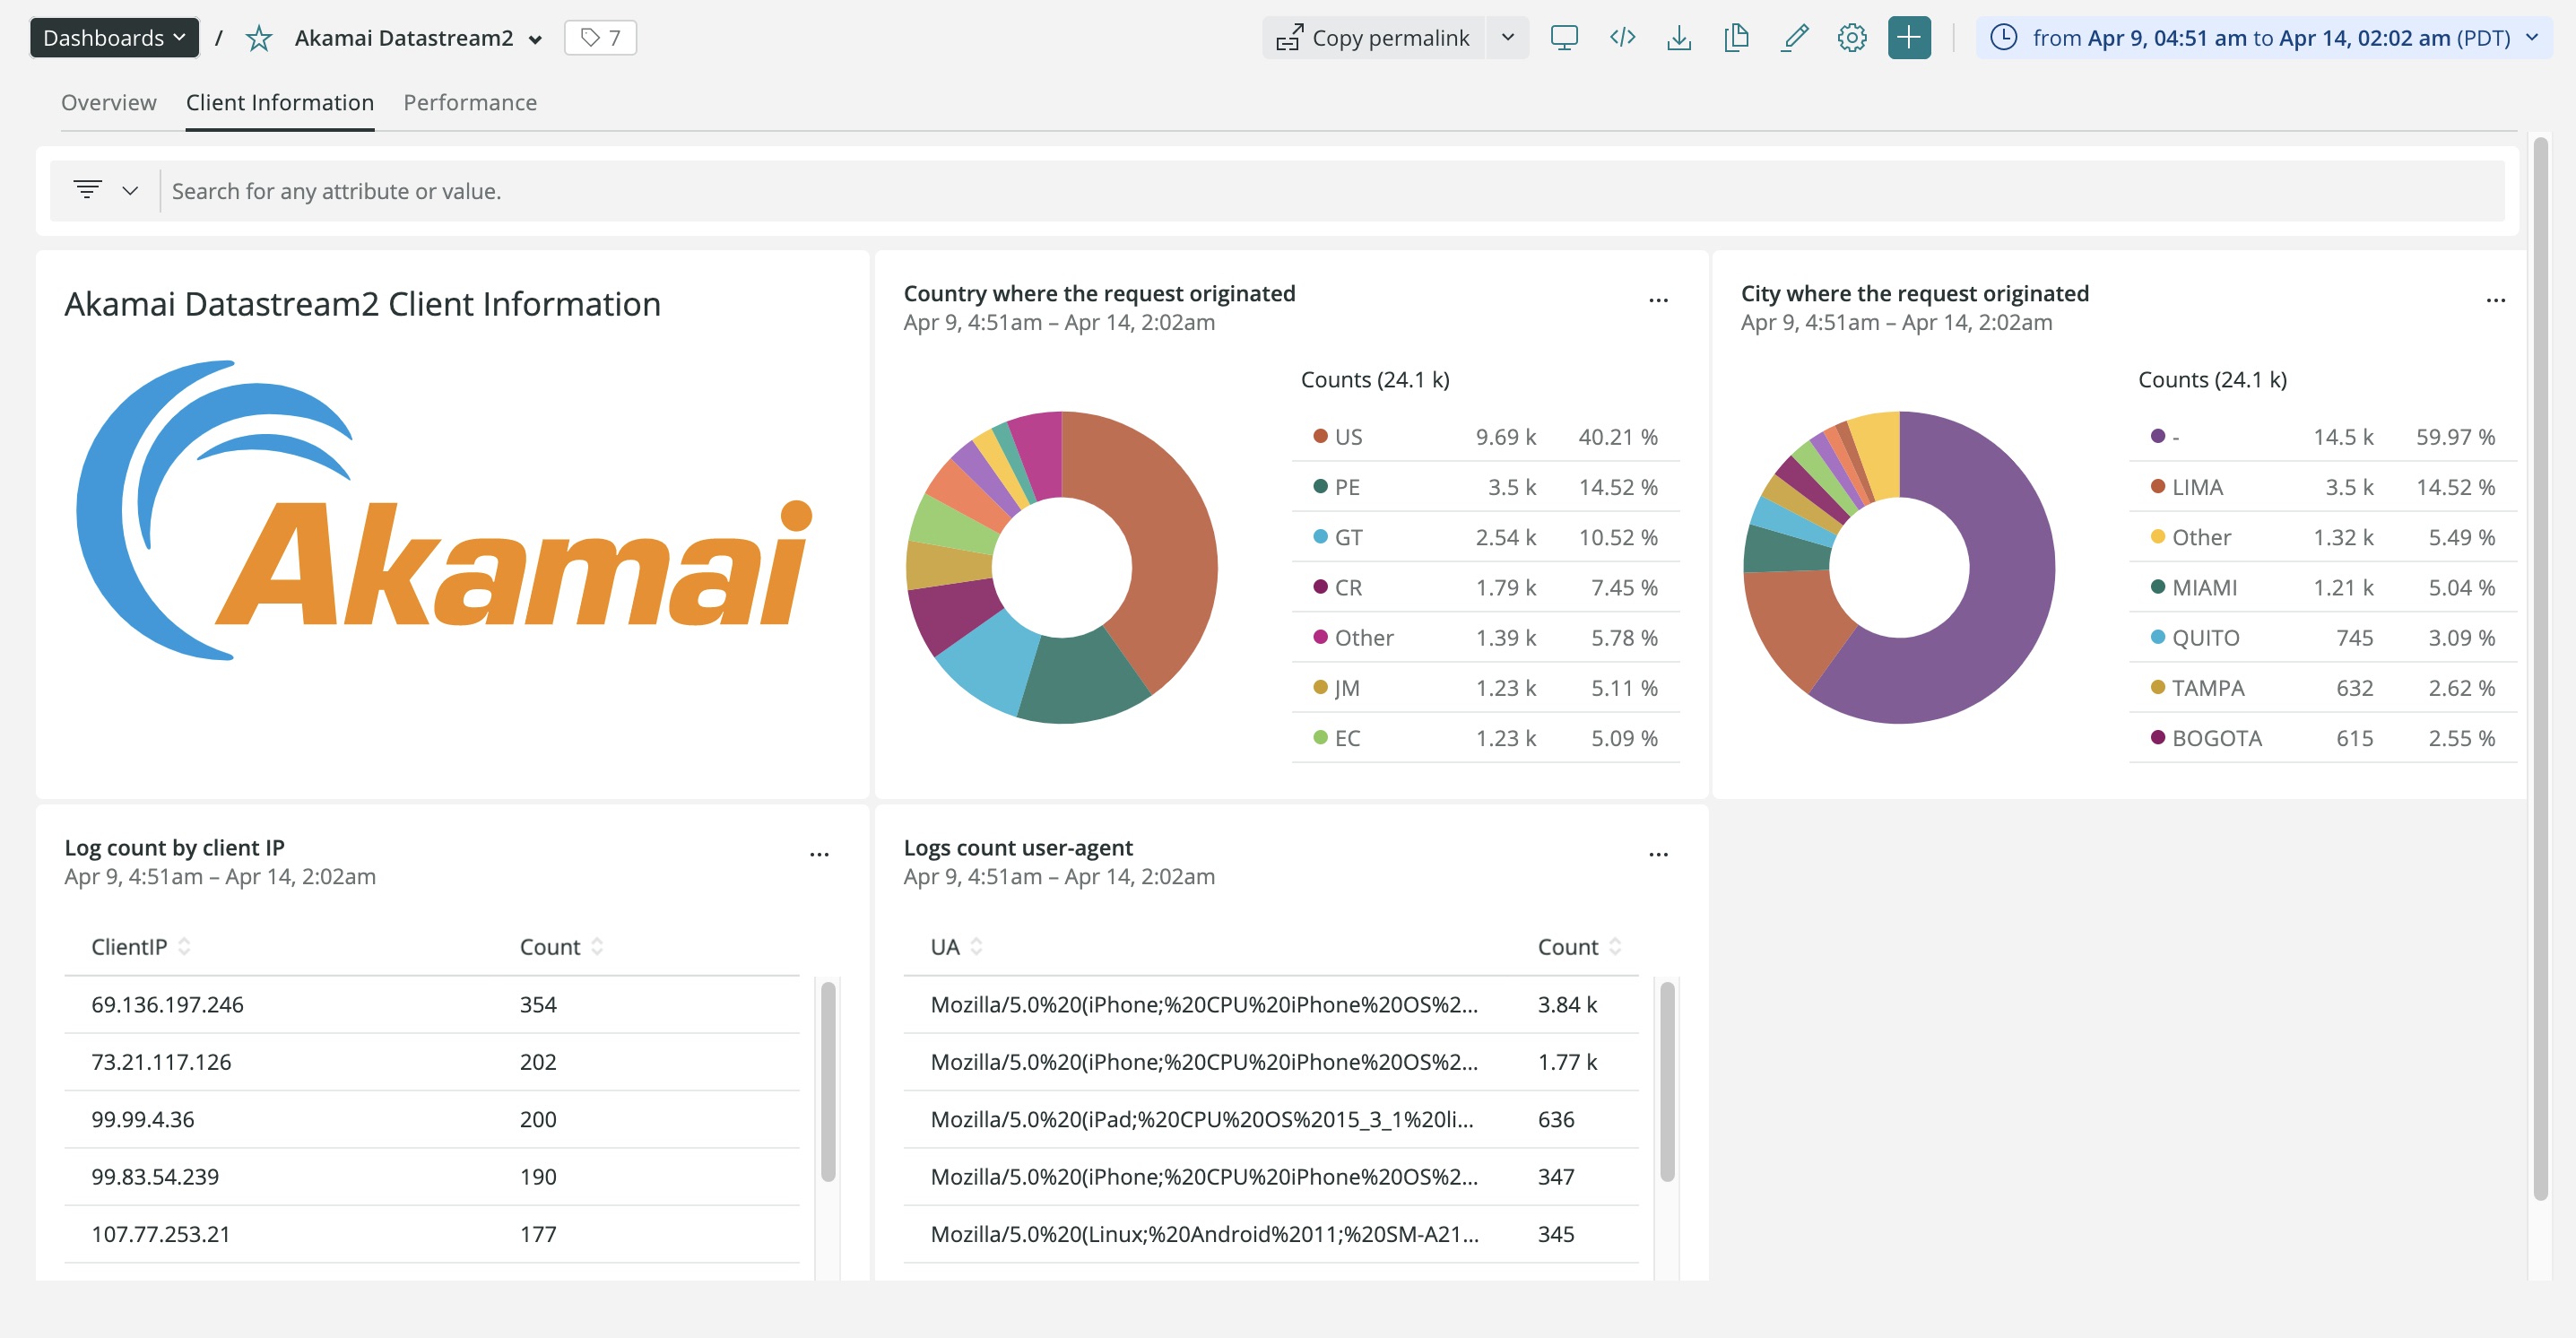 Dashboards / Akamai Datastream2 7 Copy permalink from Apr 9, 04:51 am to Apr 14, 02:02 am (PDT)
Overview Client Information Performance
Search for any attribute or value.
Akamai Datastream2 Client Information
Akamai
Country where the request originated ...
Apr 9, 4:51am – Apr 14, 2:02am
Counts (24.1 k)
US 9.69 k 40.21 %
PE 3.5 k 14.52 %
GT 2.54 k 10.52 %
CR 1.79 k 7.45 %
Other 1.39 k 5.78 %
JM 1.23 k 5.11 %
EC 1.23 k 5.09 %
City where the request originated ...
Apr 9, 4:51am – Apr 14, 2:02am
Counts (24.1 k)
- 14.5 k 59.97 %
LIMA 3.5 k 14.52 %
Other 1.32 k 5.49 %
MIAMI 1.21 k 5.04 %
QUITO 745 3.09 %
TAMPA 632 2.62 %
BOGOTA 615 2.55 %
Log count by client IP ...
Apr 9, 4:51am – Apr 14, 2:02am
ClientIP Count
69.136.197.246 354
73.21.117.126 202
99.99.4.36 200
99.83.54.239 190
107.77.253.21 177
Logs count user-agent ...
Apr 9, 4:51am – Apr 14, 2:02am
UA Count
Mozilla/5.0%20(iPhone;%20CPU%20iPhone%20OS%2... 3.84 k
Mozilla/5.0%20(iPhone;%20CPU%20iPhone%20OS%2... 1.77 k
Mozilla/5.0%20(iPad;%20CPU%20OS%2015_3_1%20li... 636
Mozilla/5.0%20(iPhone;%20CPU%20iPhone%20OS%2... 347
Mozilla/5.0%20(Linux;%20Android%2011;%20SM-A21... 345